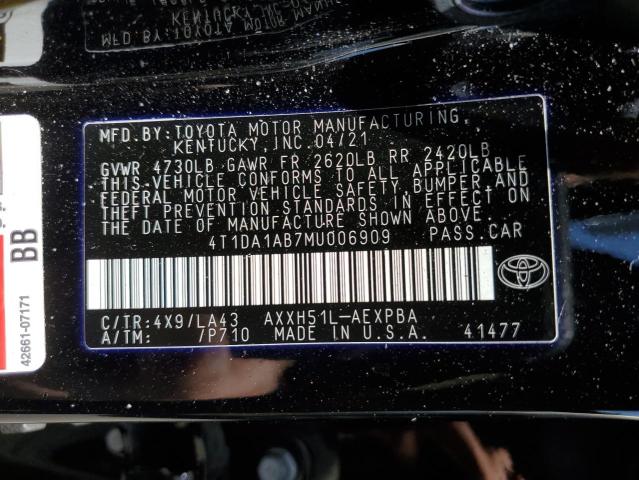 MFD. BY: TOYOTA MOTOR MANUFACTURING,
KENTUCKY, INC. 04/21
GVWR 4730LB GAWR FR 2620LB RR 2420LB
THIS VEHICLE CONFORMS TO ALL APPLICABLE
FEDERAL MOTOR VEHICLE SAFETY, BUMPER, AND
THEFT PREVENTION STANDARDS IN EFFECT ON
THE DATE OF MANUFACTURE SHOWN ABOVE.
4T1DA1AB7MU006909 PASS. CAR
C/TR: 4X9/LA43 AXXH51L-AEXPBA
A/TM: /P710 MADE IN U.S.A. 41477
BB
42661-07171